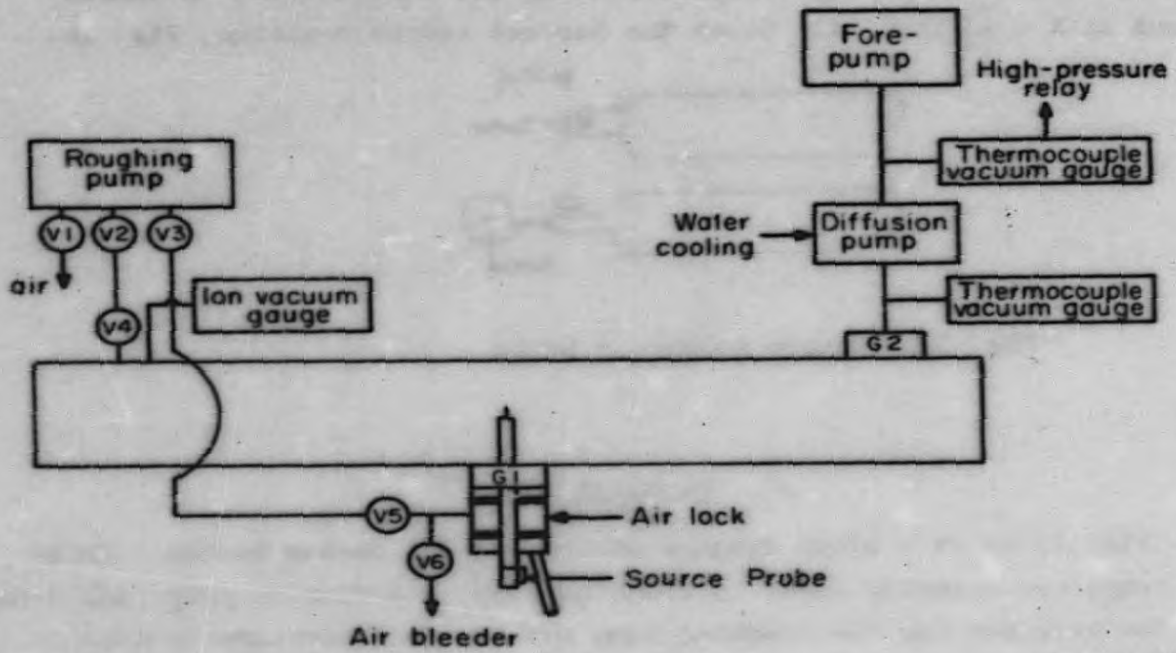 Fore-
pump
High-pressure
relay
Roughing
pump
Thermocouple
vacuum gauge
V1 V2 V3
Water
cooling
Diffusion
pump
air
Ion vacuum
gauge
Thermocouple
vacuum gauge
V4
G2
G1
V5
Air lock
V6
Source Probe
Air bleeder